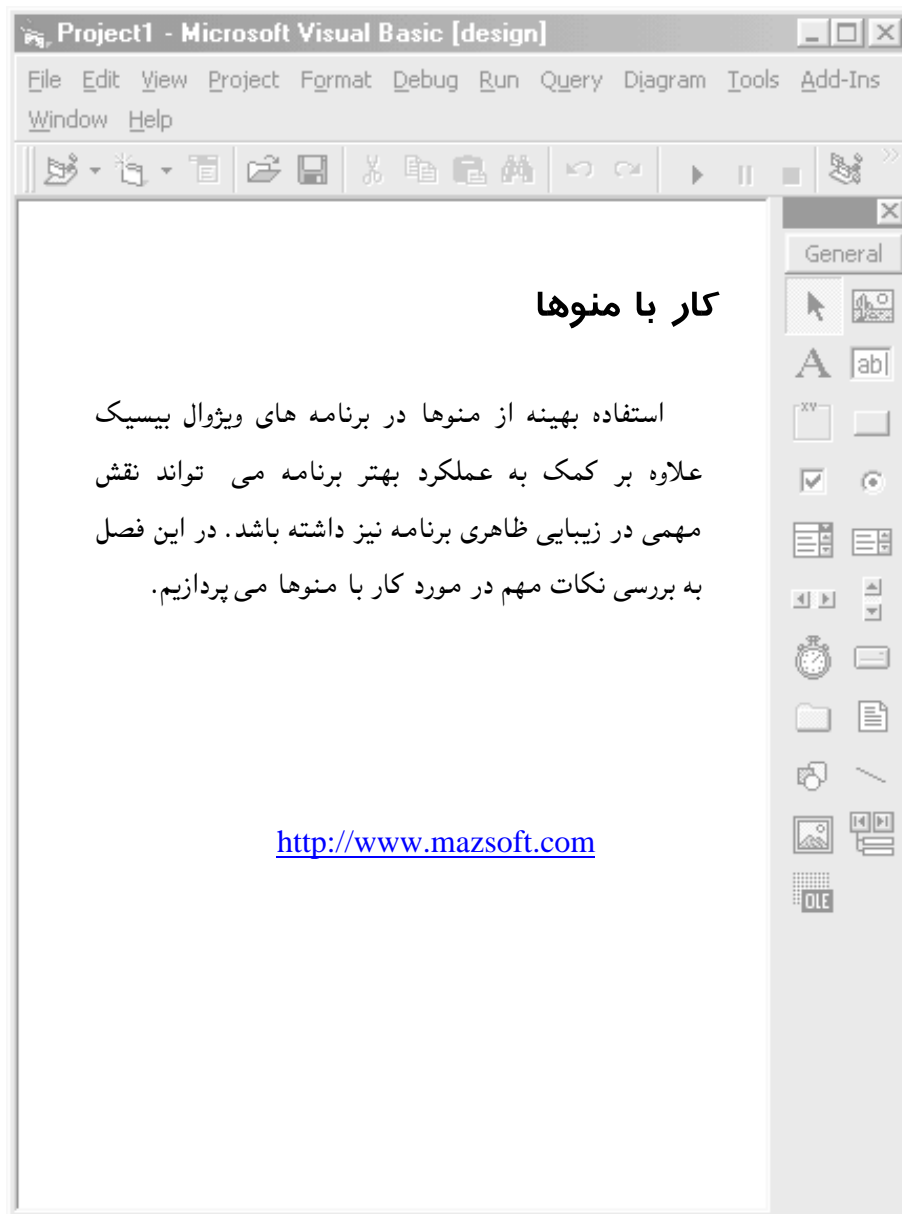 Project1 - Microsoft Visual Basic [design]
File Edit View Project Format Debug Run Query Diagram Tools Add-Ins
Window Help
General
کار با منوها
استفاده بهینه از منوها در برنامه های ویژوال بیسیک
علاوه بر کمک به عملکرد بهتر برنامه می تواند نقش
مهمی در زیبایی ظاهری برنامه نیز داشته باشد. در این فصل
به بررسی نکات مهم در مورد کار با منوها می‌پردازیم.
http://www.mazsoft.com
A
ab
XY
OLE